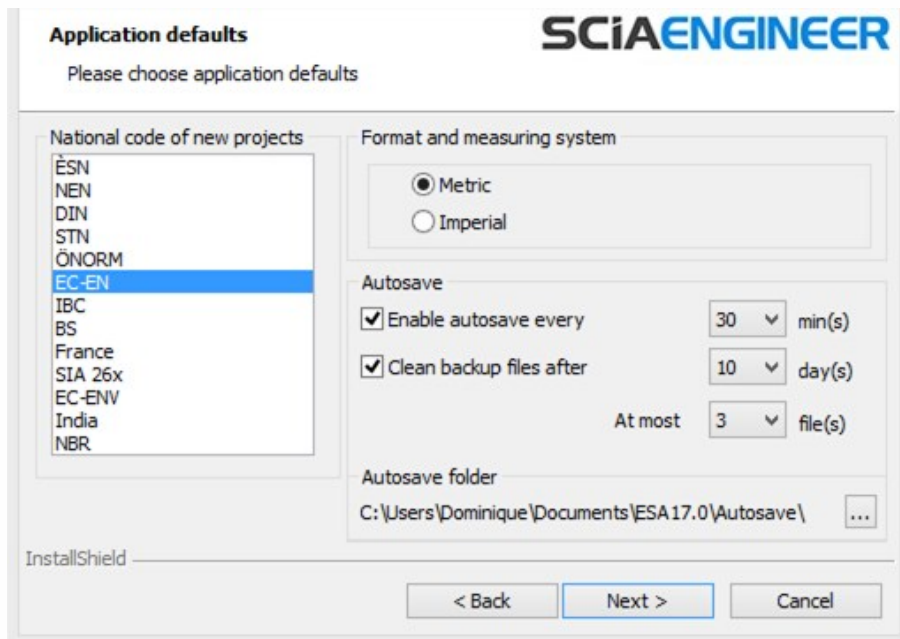 Application defaults
SCiAENGINEER
Please choose application defaults
National code of new projects
ÈSN
NEN
DIN
STN
ÖNORM
EC-EN
IBC
BS
France
SIA 26x
EC-ENV
India
NBR
Format and measuring system
Metric
Imperial
Autosave
Enable autosave every 30 min(s)
Clean backup files after 10 day(s)
At most 3 file(s)
Autosave folder
C:\Users\Dominique\Documents\ESA17.0\Autosave\ ...
InstallShield
< Back Next > Cancel